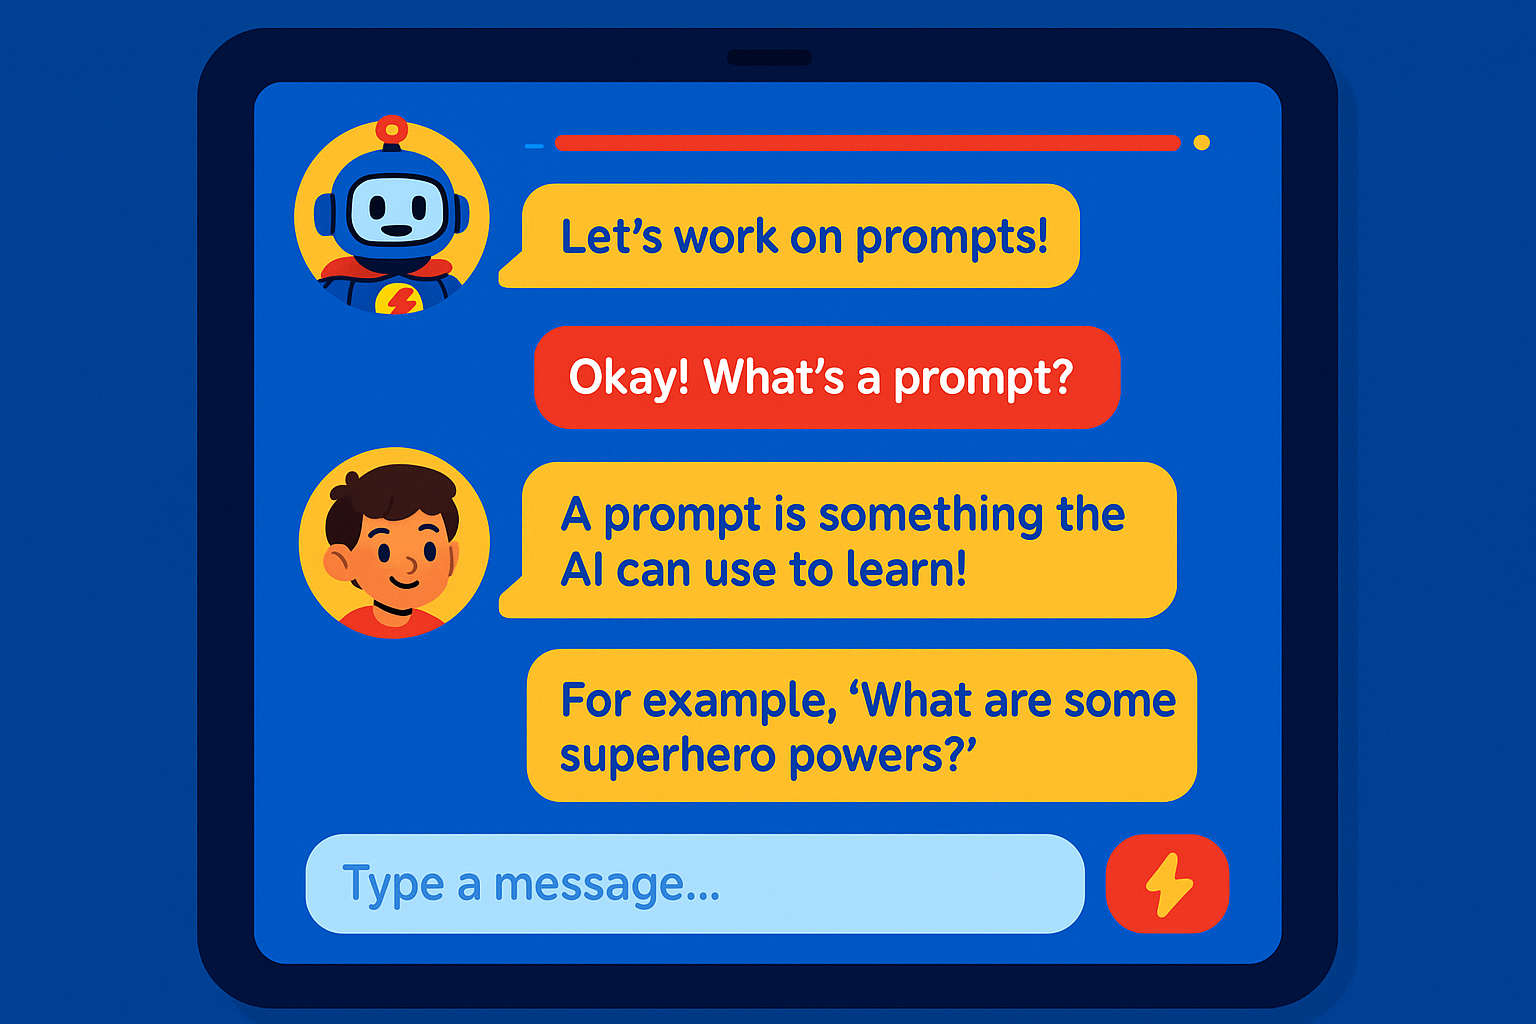 Let’s work on prompts!
Okay! What’s a prompt?
A prompt is something the
AI can use to learn!
For example, ‘What are some
superhero powers?’
Type a message...